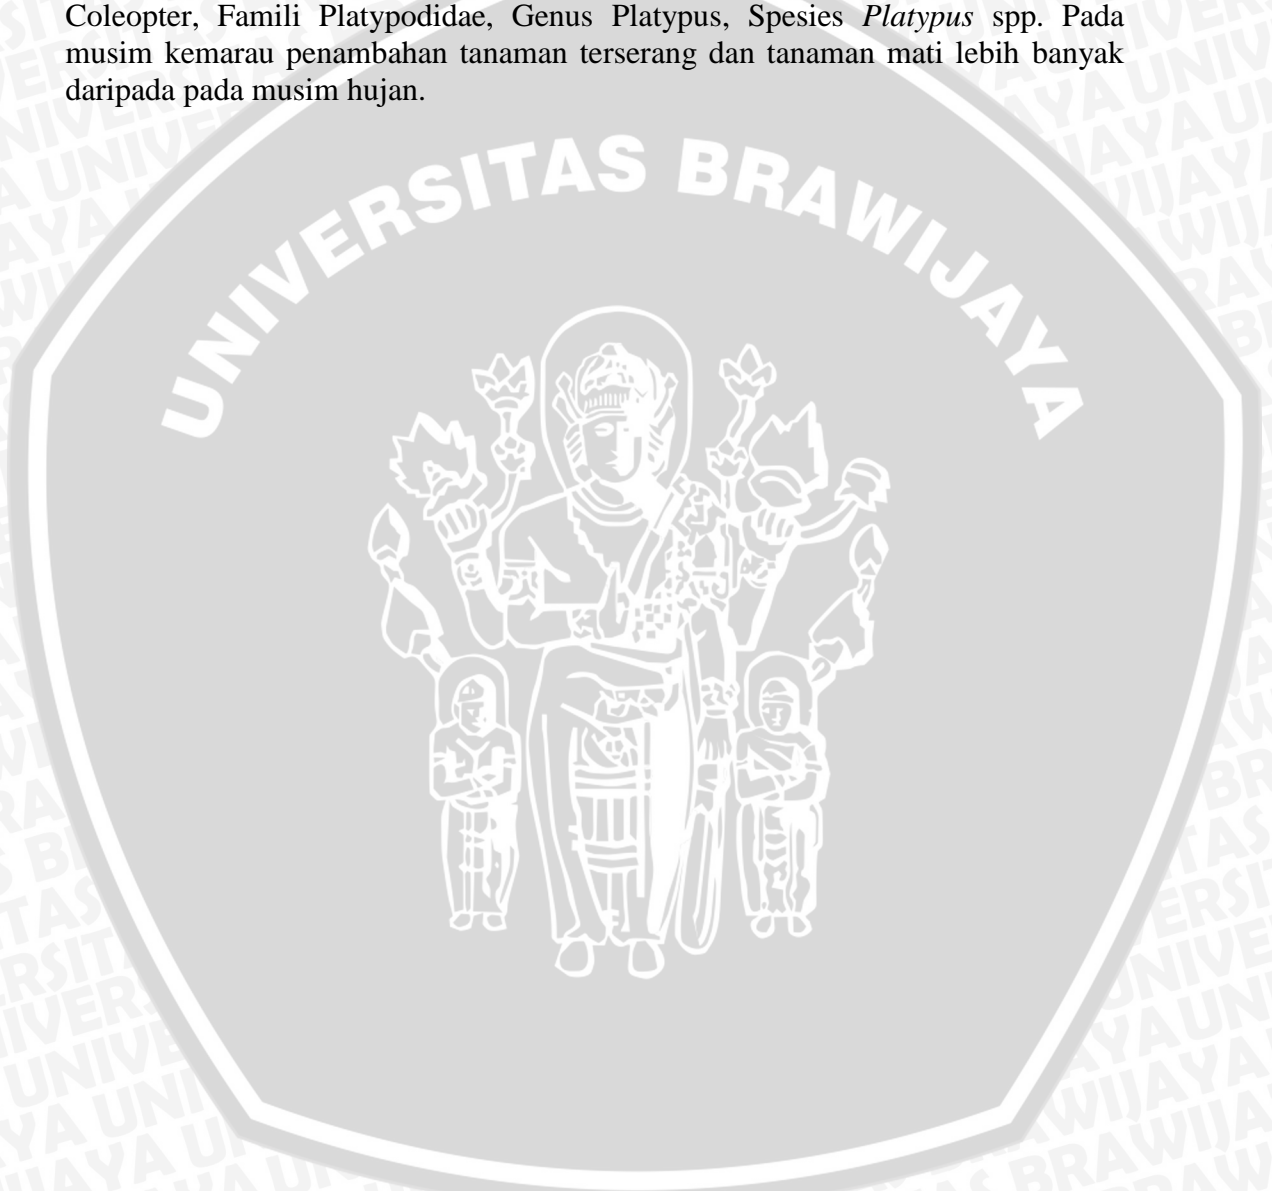 Coleopter, Famili Platypodidae, Genus Platypus, Spesies Platypus spp. Pada
musim kemarau penambahan tanaman terserang dan tanaman mati lebih banyak
daripada pada musim hujan.
UNIVERSITAS BRAWIJAYA